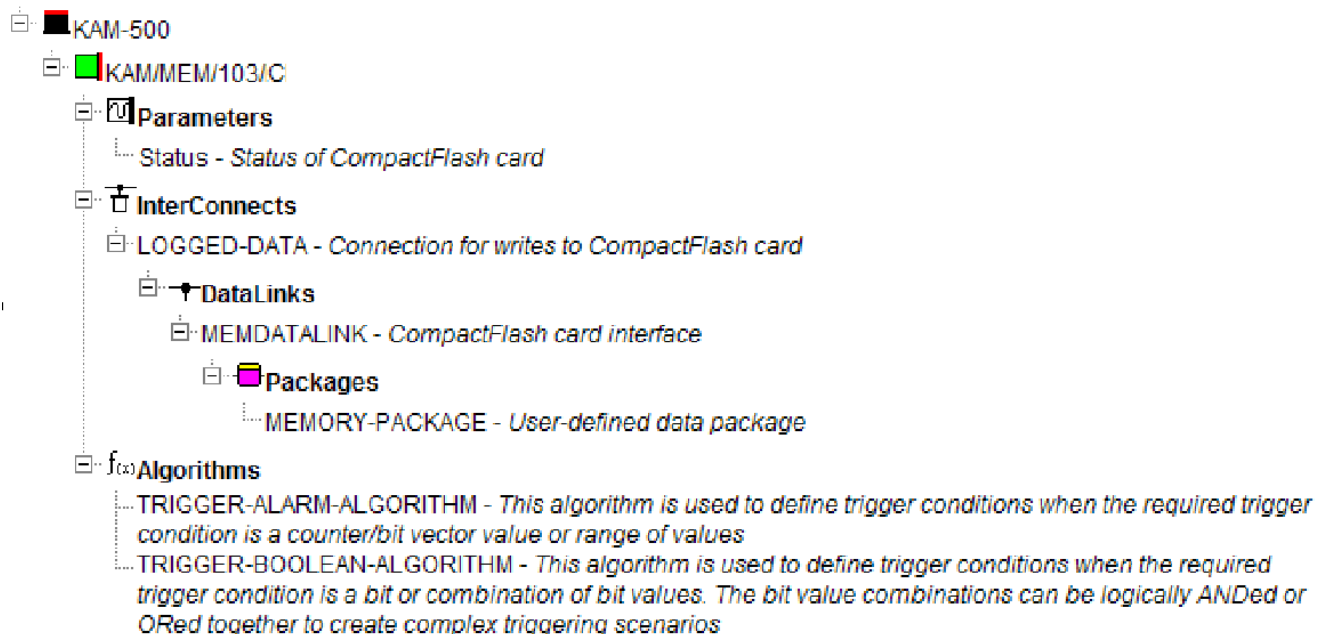 KAM-500
KAM/MEM/103/C
Parameters
Status - Status of CompactFlash card
InterConnects
LOGGED-DATA - Connection for writes to CompactFlash card
DataLinks
MEMDATALINK - CompactFlash card interface
Packages
MEMORY-PACKAGE - User-defined data package
f(x) Algorithms
TRIGGER-ALARM-ALGORITHM - This algorithm is used to define trigger conditions when the required trigger
condition is a counter/bit vector value or range of values
TRIGGER-BOOLEAN-ALGORITHM - This algorithm is used to define trigger conditions when the required
trigger condition is a bit or combination of bit values. The bit value combinations can be logically ANDed or
ORed together to create complex triggering scenarios